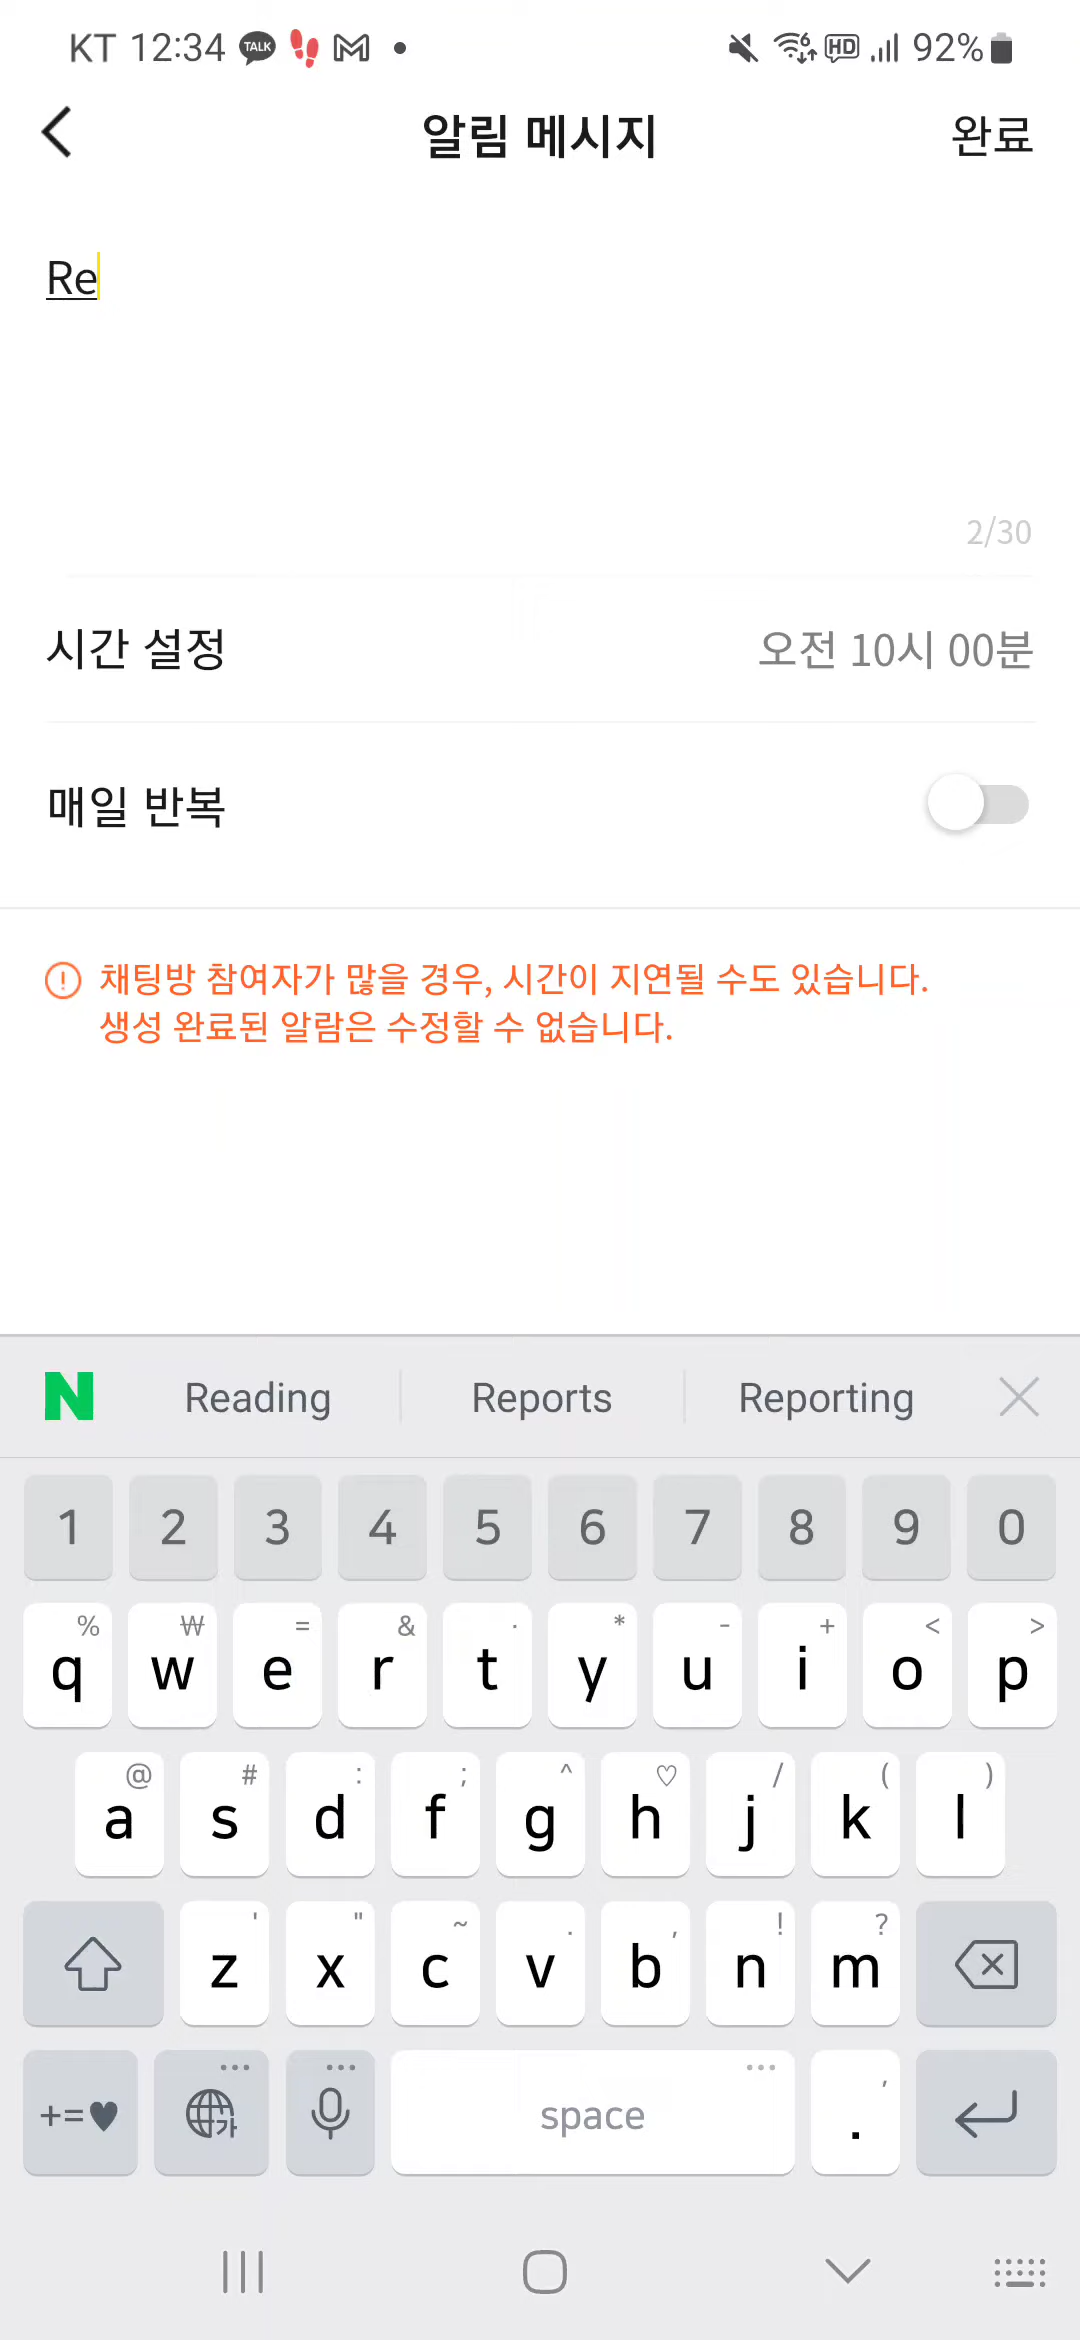 KT 12:34 TALK HD 92%
알림 메시지 완료
Re
2/30
시간 설정 오전 10시 00분
매일 반복
채팅방 참여자가 많을 경우, 시간이 지연될 수도 있습니다.
생성 완료된 알람은 수정할 수 없습니다.
N Reading Reports Reporting
1 2 3 4 5 6 7 8 9 0
% ₩ = & · * - + < >
q w e r t y u i o p
@ # : ; ^ ♡ / ( )
a s d f g h j k l
' " ~ . , ! ?
z x c v b n m
+=♥ 가 space . ,